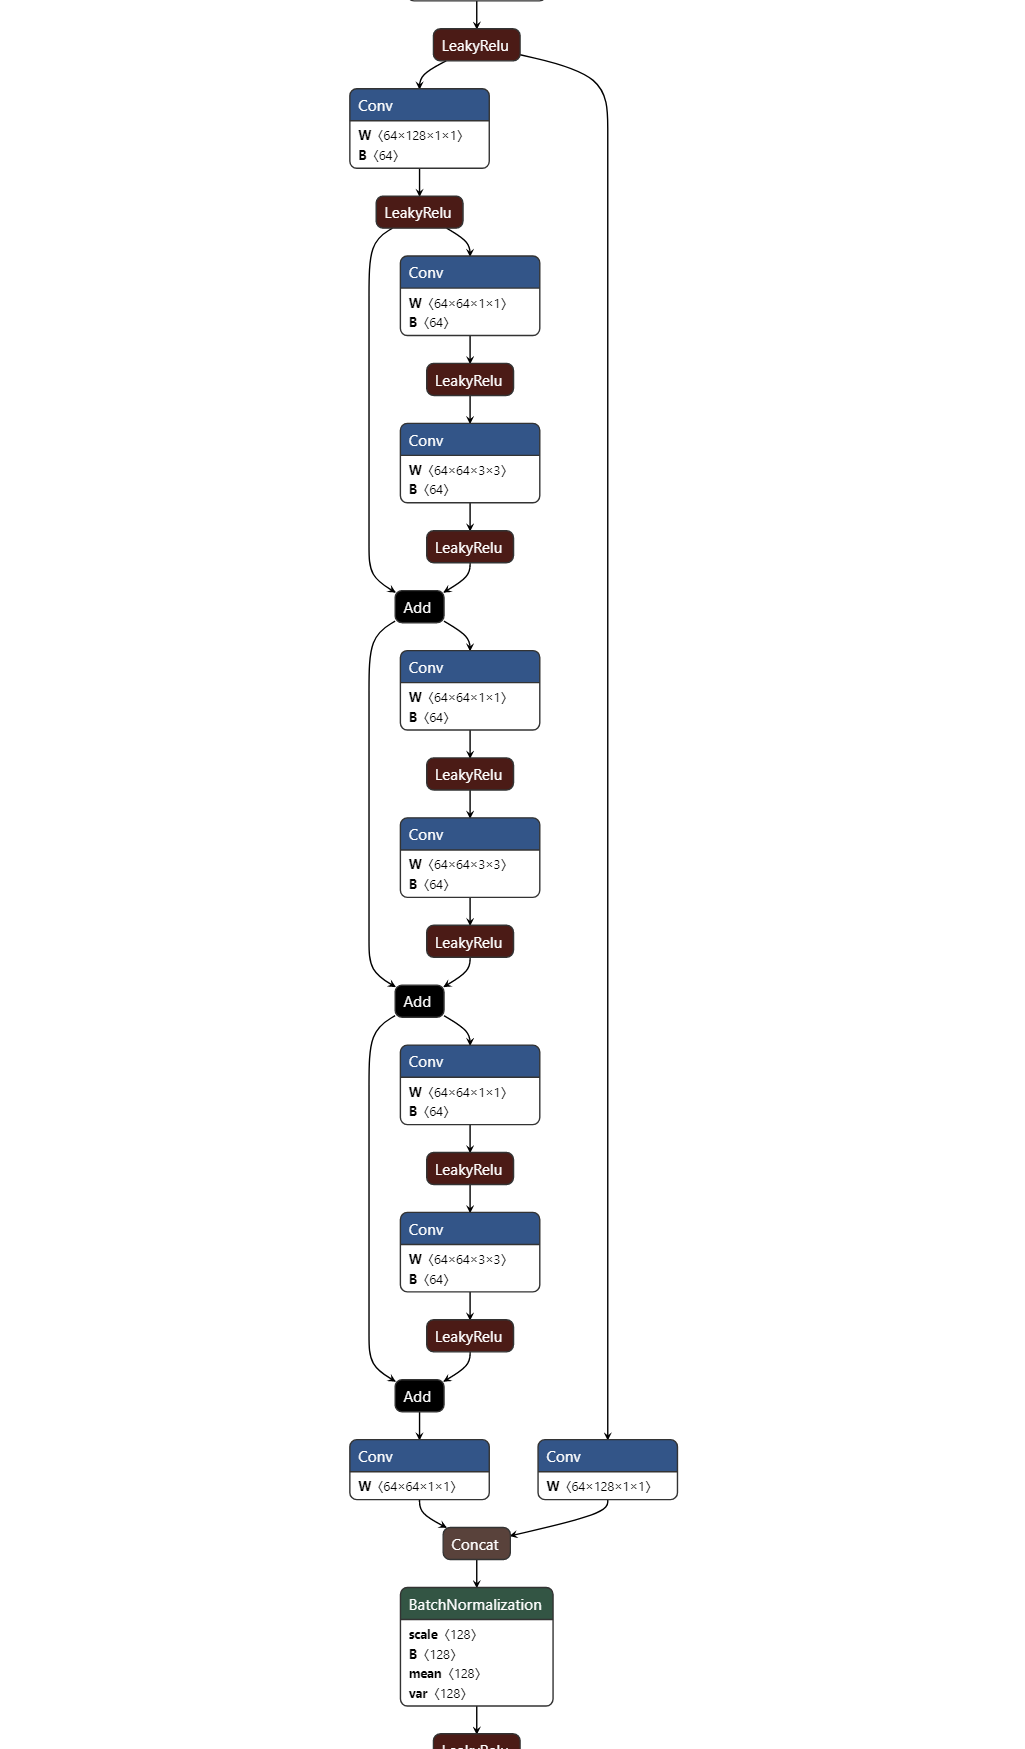 LeakyRelu
Conv
W 〈64×128×1×1〉
B 〈64〉
LeakyRelu
Conv
W 〈64×64×1×1〉
B 〈64〉
LeakyRelu
Conv
W 〈64×64×3×3〉
B 〈64〉
LeakyRelu
Add
Conv
W 〈64×64×1×1〉
B 〈64〉
LeakyRelu
Conv
W 〈64×64×3×3〉
B 〈64〉
LeakyRelu
Add
Conv
W 〈64×64×1×1〉
B 〈64〉
LeakyRelu
Conv
W 〈64×64×3×3〉
B 〈64〉
LeakyRelu
Add
Conv
W 〈64×64×1×1〉
Conv
W 〈64×128×1×1〉
Concat
BatchNormalization
scale 〈128〉
B 〈128〉
mean 〈128〉
var 〈128〉
LeakyRelu